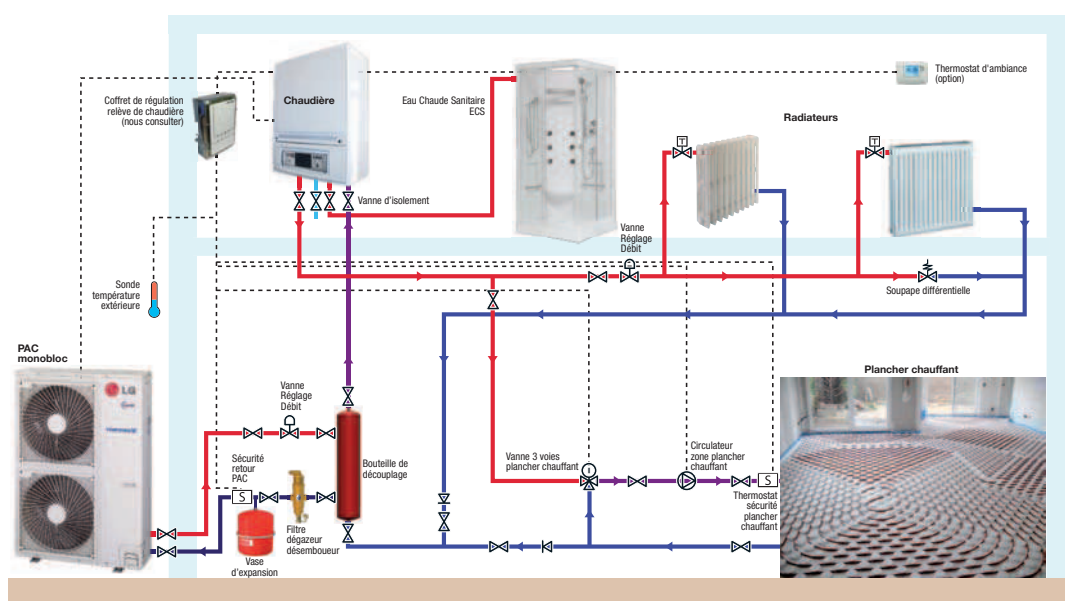 Coffret de régulation
relève de chaudière
(nous consulter)
Chaudière
Eau Chaude Sanitaire
ECS
Thermostat d'ambiance
(option)
Radiateurs
T
T
Vanne d'isolement
Vanne
Réglage
Débit
Soupape différentielle
Sonde
température
extérieure
PAC
monobloc
LG
Vanne
Réglage
Débit
Plancher chauffant
Sécurité
retour
PAC
S
Bouteille de
découplage
Vanne 3 voies
plancher chauffant
Circulateur
zone plancher
chauffant
S
Thermostat
sécurité
plancher
chauffant
Filtre
dégazeur
désemboueur
Vase
d'expansion